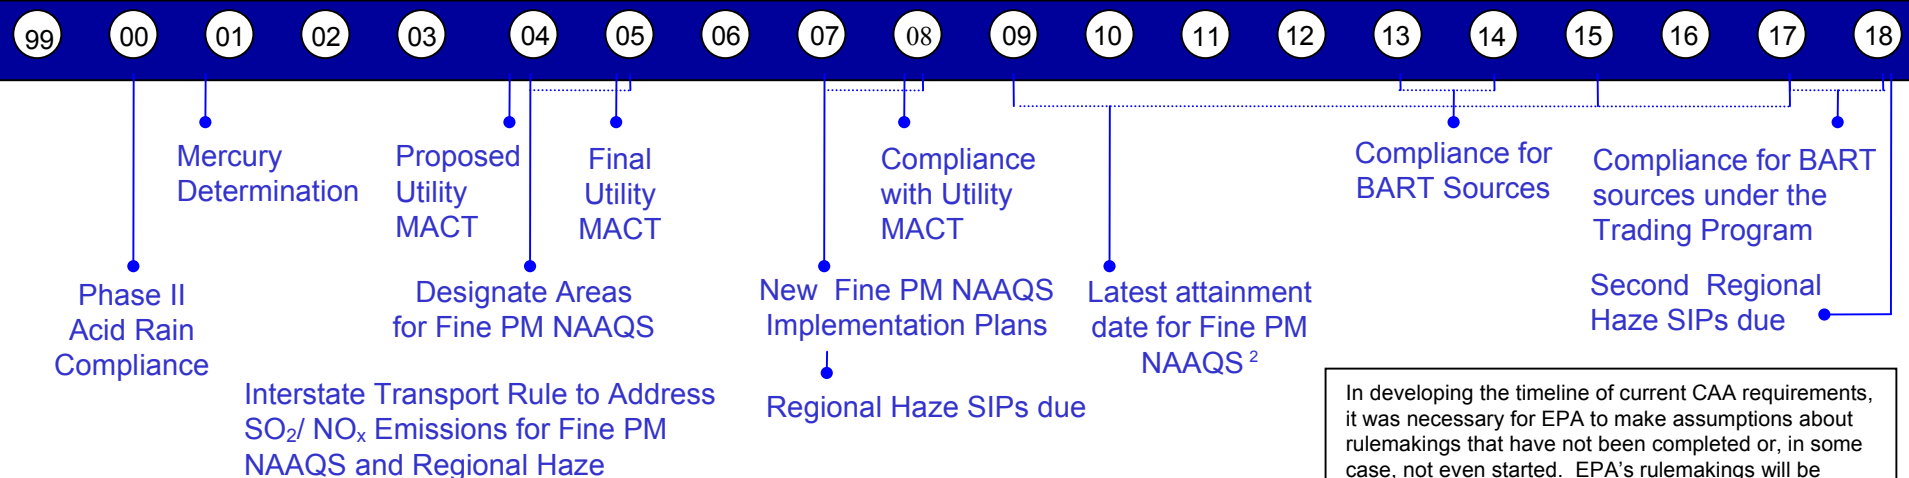 99 00 01 02 03 04 05 06 07 08 09 10 11 12 13 14 15 16 17 18
Mercury
Determination
Proposed
Utility
MACT
Final
Utility
MACT
Compliance
with Utility
MACT
Compliance for
BART Sources
Compliance for BART
sources under the
Trading Program
Phase II
Acid Rain
Compliance
Designate Areas
for Fine PM NAAQS
New Fine PM NAAQS
Implementation Plans
Latest attainment
date for Fine PM
NAAQS ²
Second Regional
Haze SIPs due
Interstate Transport Rule to Address
SO₂/ NOₓ Emissions for Fine PM
NAAQS and Regional Haze
Regional Haze SIPs due
In developing the timeline of current CAA requirements,
it was necessary for EPA to make assumptions about
rulemakings that have not been completed or, in some
case, not even started. EPA's rulemakings will be